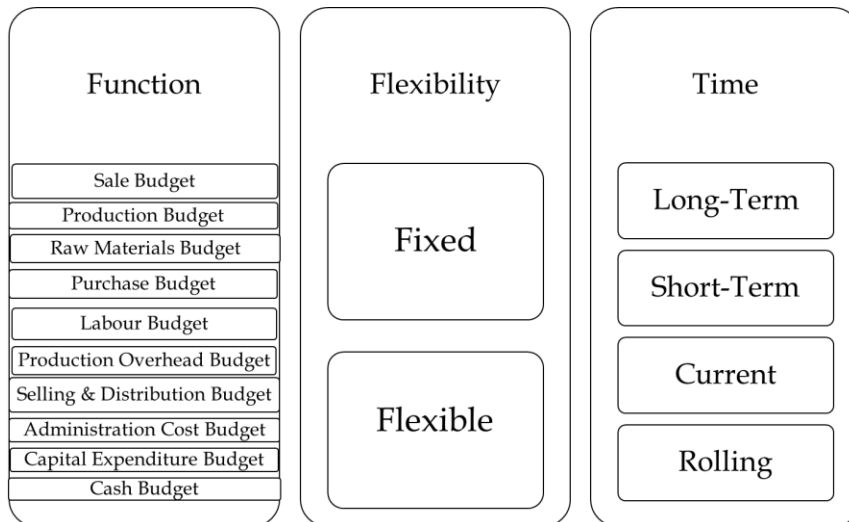 Function
Sale Budget
Production Budget
Raw Materials Budget
Purchase Budget
Labour Budget
Production Overhead Budget
Selling & Distribution Budget
Administration Cost Budget
Capital Expenditure Budget
Cash Budget
Flexibility
Fixed
Flexible
Time
Long-Term
Short-Term
Current
Rolling